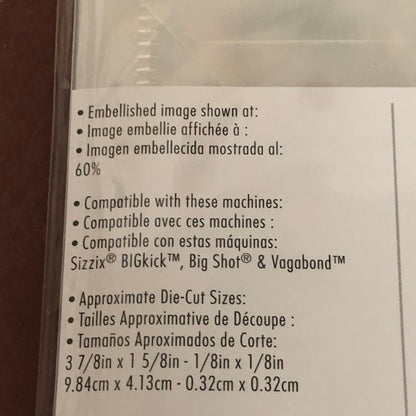 • Embellished image shown at:
• Image embellie affichée à :
• Imagen embellecida mostrada al:
60%
• Compatible with these machines:
• Compatible avec ces machines :
• Compatible con estas máquinas:
Sizzix® BIGkick™, Big Shot® & Vagabond™
• Approximate Die-Cut Sizes:
• Tailles Approximative de Découpe :
• Tamaños Aproximados de Corte:
3 7/8in x 1 5/8in - 1/8in x 1/8in
9.84cm x 4.13cm - 0.32cm x 0.32cm